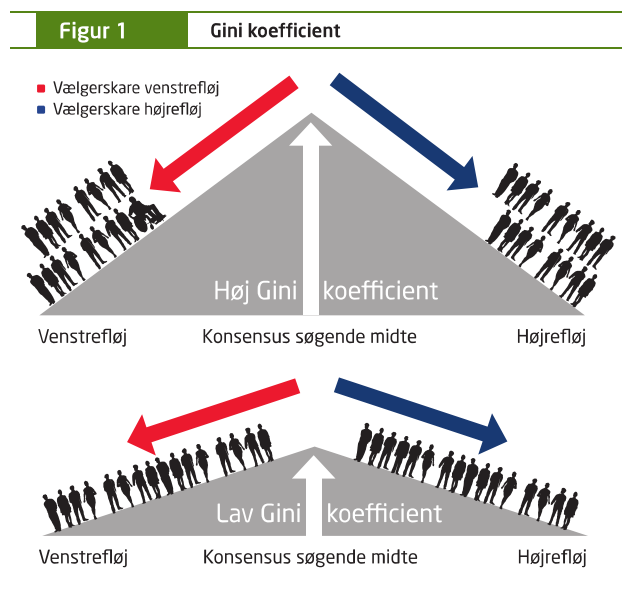 Figur 1
Gini koefficient
Vælgerskare venstrefløj
Vælgerskare højrefløj
Høj Gini koefficient
Venstrefløj
Konsensus søgende midte
Højrefløj
Lav Gini koefficient
Venstrefløj
Konsensus søgende midte
Højrefløj